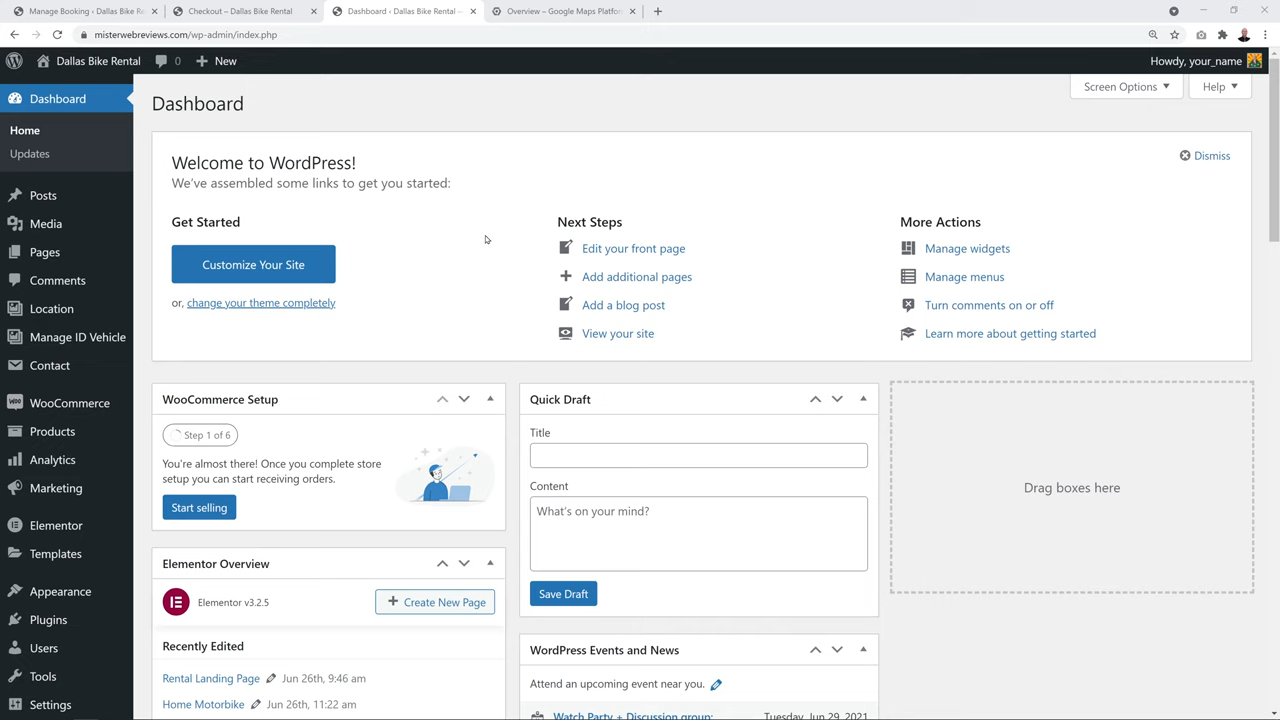 Manage Booking ‹ Dallas Bike Re
Checkout – Dallas Bike Rental
Dashboard ‹ Dallas Bike Rental —
Overview – Google Maps Platfo
misterwebreviews.com/wp-admin/index.php
Dallas Bike Rental
0
New
Howdy, your_name
Dashboard
Home
Updates
Posts
Media
Pages
Comments
Location
Manage ID Vehicle
Contact
WooCommerce
Products
Analytics
Marketing
Elementor
Templates
Appearance
Plugins
Users
Tools
Settings
Screen Options
Help
Dashboard
Welcome to WordPress!
We've assembled some links to get you started:
Dismiss
Get Started
Customize Your Site
or, change your theme completely
Next Steps
Edit your front page
Add additional pages
Add a blog post
View your site
More Actions
Manage widgets
Manage menus
Turn comments on or off
Learn more about getting started
WooCommerce Setup
Step 1 of 6
You're almost there! Once you complete store
setup you can start receiving orders.
Start selling
Elementor Overview
Elementor v3.2.5
Create New Page
Recently Edited
Rental Landing Page Jun 26th, 9:46 am
Home Motorbike Jun 26th, 11:22 am
Quick Draft
Title
Content
What's on your mind?
Save Draft
WordPress Events and News
Attend an upcoming event near you.
Watch Party + Discussion group: Tuesday, Jun 29, 2021
Drag boxes here